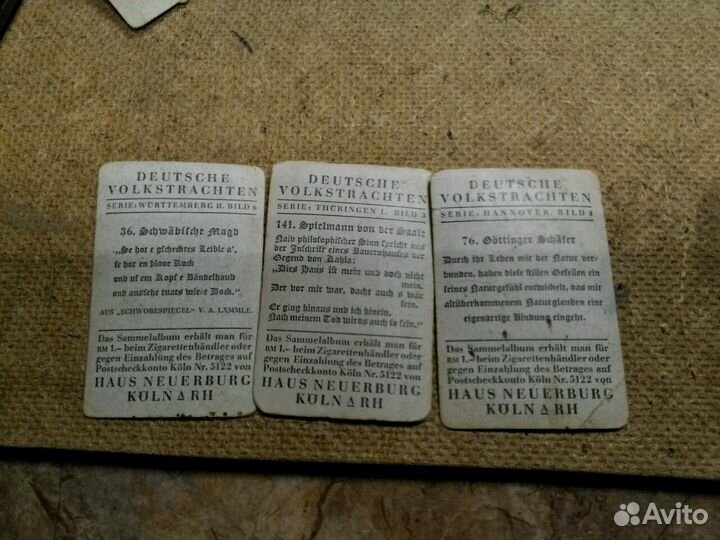 DEUTSCHE
VOLKSTRACHTEN
SERIE: WÜRTTEMBERG II. BILD 6
36. Schwäbische Magd
„Se hot e gschecktes Leible a',
se hot en blooe Rock
ond uf em Kopf e Bändelhaub
ond aussehe tuats wie-e Dock."
AUS „SCHWOBESPIEGEL" V. A. LÄMMLE.
Das Sammelalbum erhält man für
RM 1.– beim Zigarettenhändler oder
gegen Einzahlung des Betrages auf
Postscheckkonto Köln Nr. 5122 von
HAUS NEUERBURG
KÖLN A RH
DEUTSCHE
VOLKSTRACHTEN
SERIE: THÜRINGEN I. BILD 3
141. Spielmann von der Saale
Naiv philosophischer Sinn spricht aus
der Inschrift eines Bauernhauses der
Gegend von Kahla:
„Dies Haus ist mein und doch nicht
mein.
Der vor mir war, dacht auch s' wär
sein.
Er ging hinaus und ich hinein.
Nach meinem Tod wirds auch so sein."
Das Sammelalbum erhält man für
RM 1.– beim Zigarettenhändler oder
gegen Einzahlung des Betrages auf
Postscheckkonto Köln Nr. 5122 von
HAUS NEUERBURG
KÖLN A RH
DEUTSCHE
VOLKSTRACHTEN
SERIE: HANNOVER. BILD 4
76. Göttinger Schäfer
Durch ihr Leben mit der Natur ver-
bunden, haben diese stillen Gesellen ein
feines Naturgefühl entwickelt, das mit
altüberkommenem Naturglauben eine
eigenartige Bindung eingeht.
Das Sammelalbum erhält man für
RM 1.– beim Zigarettenhändler oder
gegen Einzahlung des Betrages auf
Postscheckkonto Köln Nr. 5122 von
HAUS NEUERBURG
KÖLN A RH
Avito